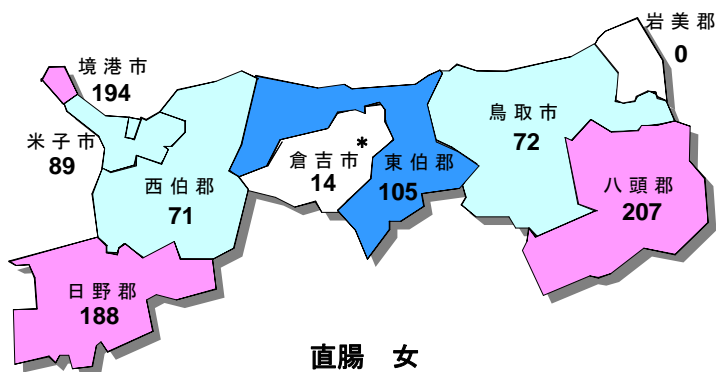 岩美郡
0
境港市
194
鳥取市
72
米子市
89
*
倉吉市
14
東伯郡
105
西伯郡
71
八頭郡
207
日野郡
188
直腸　女